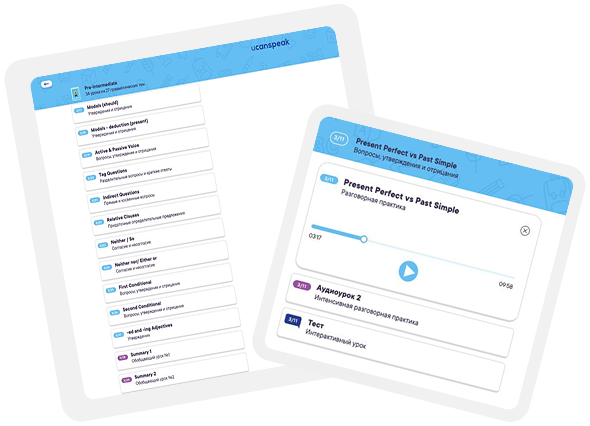 ucanspeak
Pre-Intermediate
Modals (should)
Утверждения и отрицания
Modals - deduction (present)
Утверждения и отрицания
Active & Passive Voice
Вопросы, утверждения и отрицания
Tag Questions
Разделительные вопросы и краткие ответы
Indirect Questions
Прямые и косвенные вопросы
Relative Clauses
Придаточные определительные предложения
Neither / So
Согласие и несогласие
Neither nor/ Either or
Согласие и несогласие
First Conditional
Вопросы, утверждения и отрицания
Second Conditional
Вопросы, утверждения и отрицания
-ed and -ing Adjectives
Утверждения
Summary 1
Обобщающий урок №1
Summary 2
Обобщающий урок №2
3/11
Present Perfect vs Past Simple
Вопросы, утверждения и отрицания
3/11
Present Perfect vs Past Simple
Разговорная практика
03:17
09:58
3/11
Аудиоурок 2
Интенсивная разговорная практика
3/11
Тест
Интерактивный урок